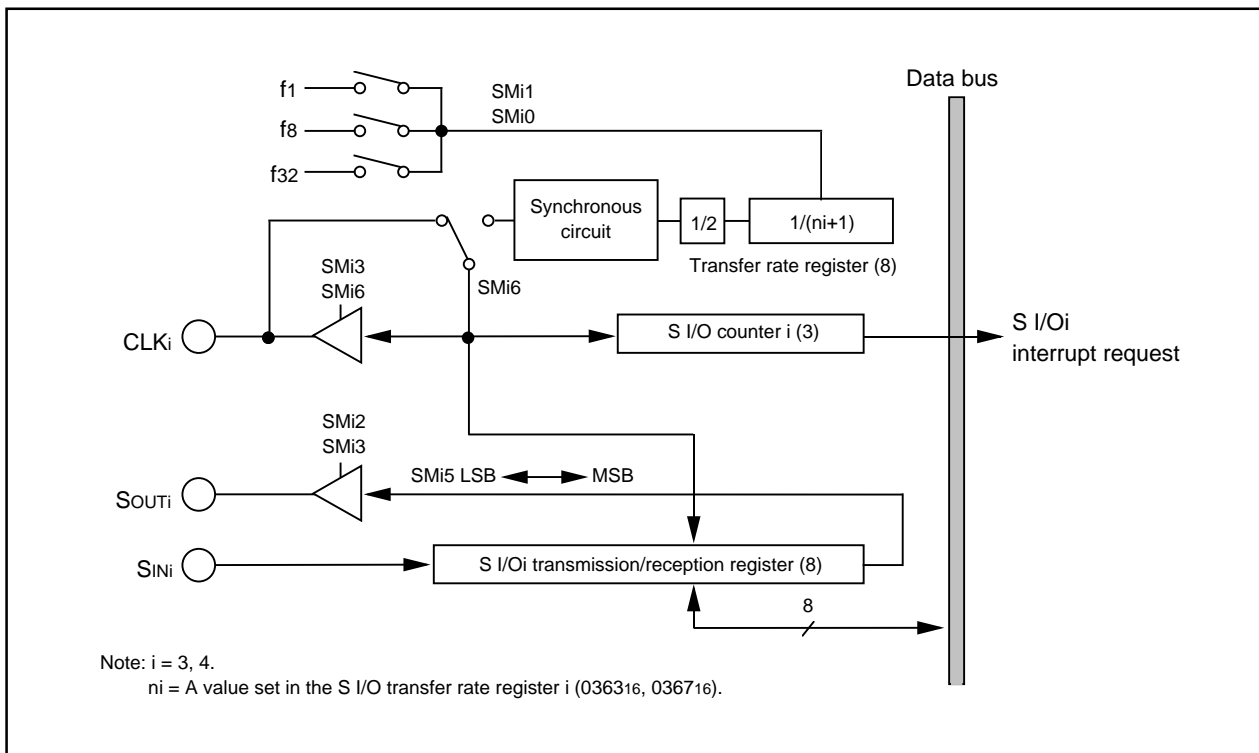 Data bus
f1
SMi1
SMi0
f8
f32
Synchronous
circuit
1/2
1/(ni+1)
Transfer rate register (8)
SMi6
SMi3
SMi6
CLKi
S I/O counter i (3)
S I/Oi
interrupt request
SMi2
SMi3
SMi5 LSB
MSB
SOUTi
SINi
S I/Oi transmission/reception register (8)
8
Note: i = 3, 4.
ni = A value set in the S I/O transfer rate register i (036316, 036716).